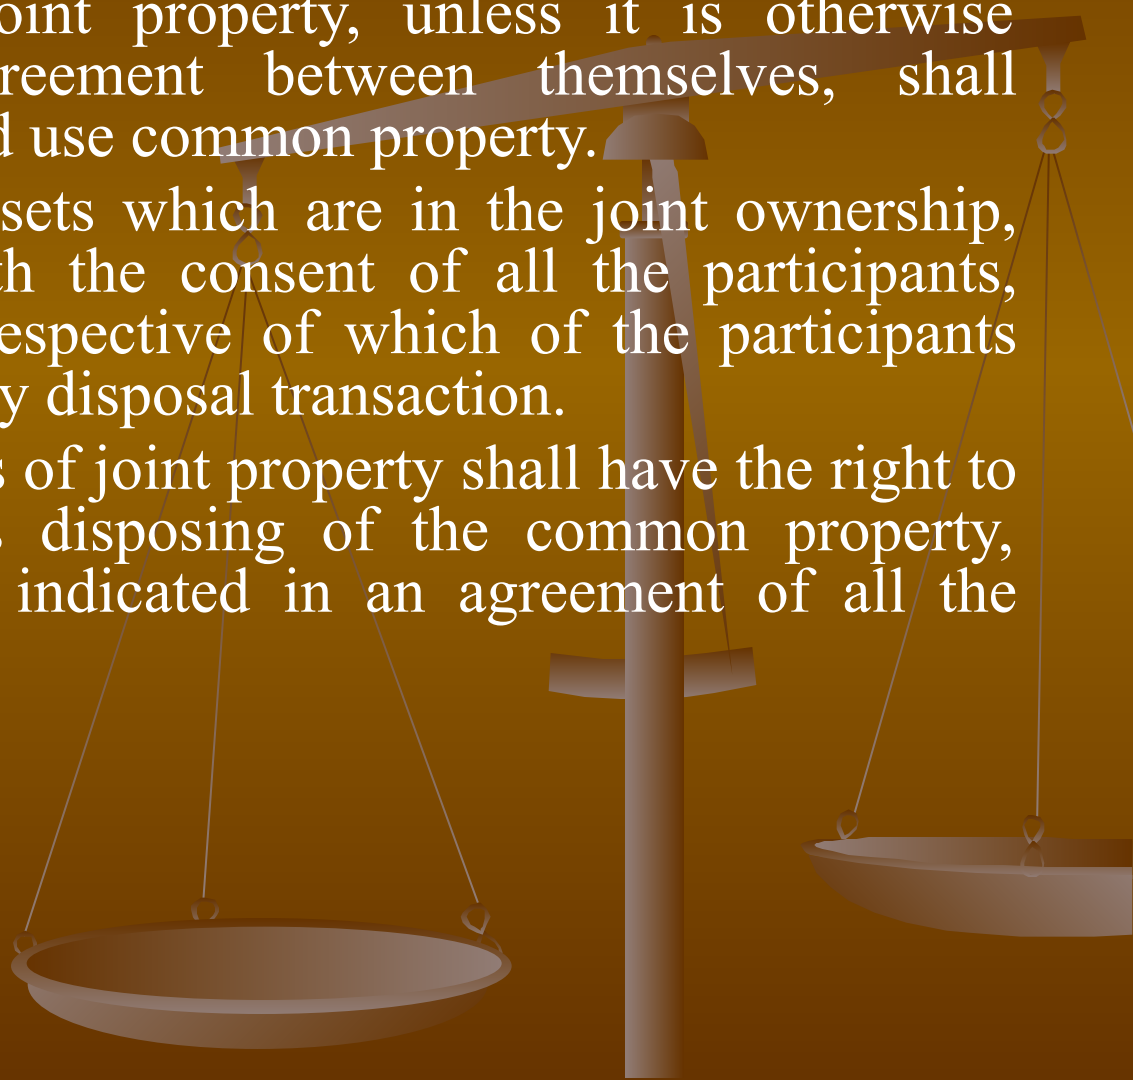 oint property, unless it is otherwise
reement between themselves, shall
d use common property.
sets which are in the joint ownership,
th the consent of all the participants,
espective of which of the participants
y disposal transaction.
s of joint property shall have the right to
s disposing of the common property,
indicated in an agreement of all the